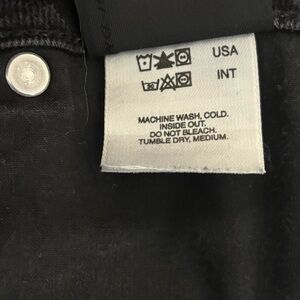 USA
INT
MACHINE WASH, COLD.
INSIDE OUT.
DO NOT BLEACH.
TUMBLE DRY, MEDIUM.